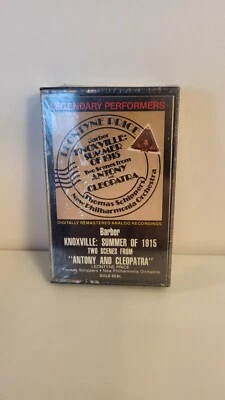 LEGENDARY PERFORMERS
LEONTYNE PRICE
Barber
KNOXVILLE:
SUMMER
OF 1915
Two Scenes from
ANTONY
and
CLEOPATRA
(Thomas Schippers)
New Philharmonia Orchestra
DIGITALLY REMASTERED ANALOG RECORDINGS
Barber
KNOXVILLE: SUMMER OF 1915
TWO SCENES FROM
"ANTONY AND CLEOPATRA"
LEONTYNE PRICE
Thomas Schippers • New Philharmonia Orchestra
GOLD SEAL